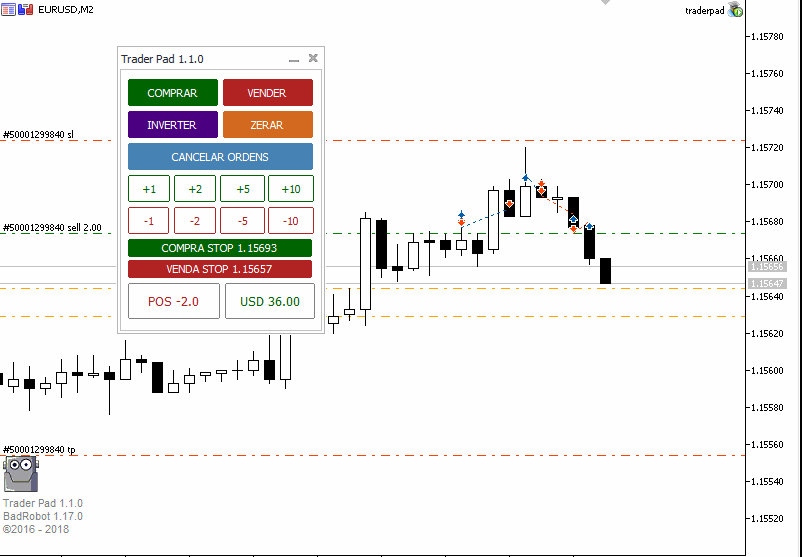 EURUSD,M2
traderpad
Trader Pad 1.1.0
COMPRAR
VENDER
INVERTER
ZERAR
CANCELAR ORDENS
+1
+2
+5
+10
-1
-2
-5
-10
COMPRA STOP 1.15693
VENDA STOP 1.15657
POS -2.0
USD 36.00
#50001299840 sl
#50001299840 sell 2.00
#50001299840 tp
Trader Pad 1.1.0
BadRobot 1.17.0
©2016 - 2018
1.15780
1.15760
1.15740
1.15720
1.15700
1.15680
1.15660
1.15656
1.15647
1.15640
1.15620
1.15600
1.15580
1.15560
1.15540
1.15520